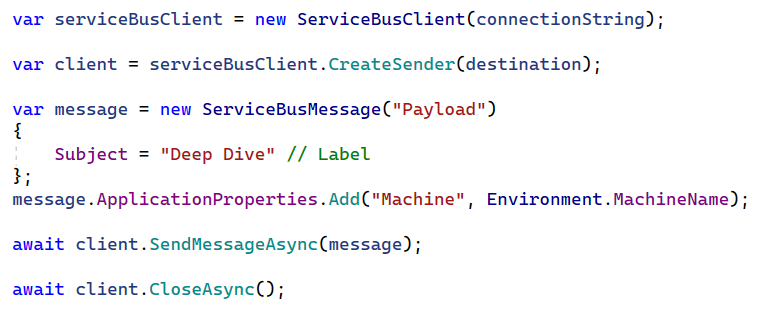 var serviceBusClient = new ServiceBusClient(connectionString);
var client = serviceBusClient.CreateSender(destination);
var message = new ServiceBusMessage("Payload")
{
    Subject = "Deep Dive" // Label
};
message.ApplicationProperties.Add("Machine", Environment.MachineName);
await client.SendMessageAsync(message);
await client.CloseAsync();